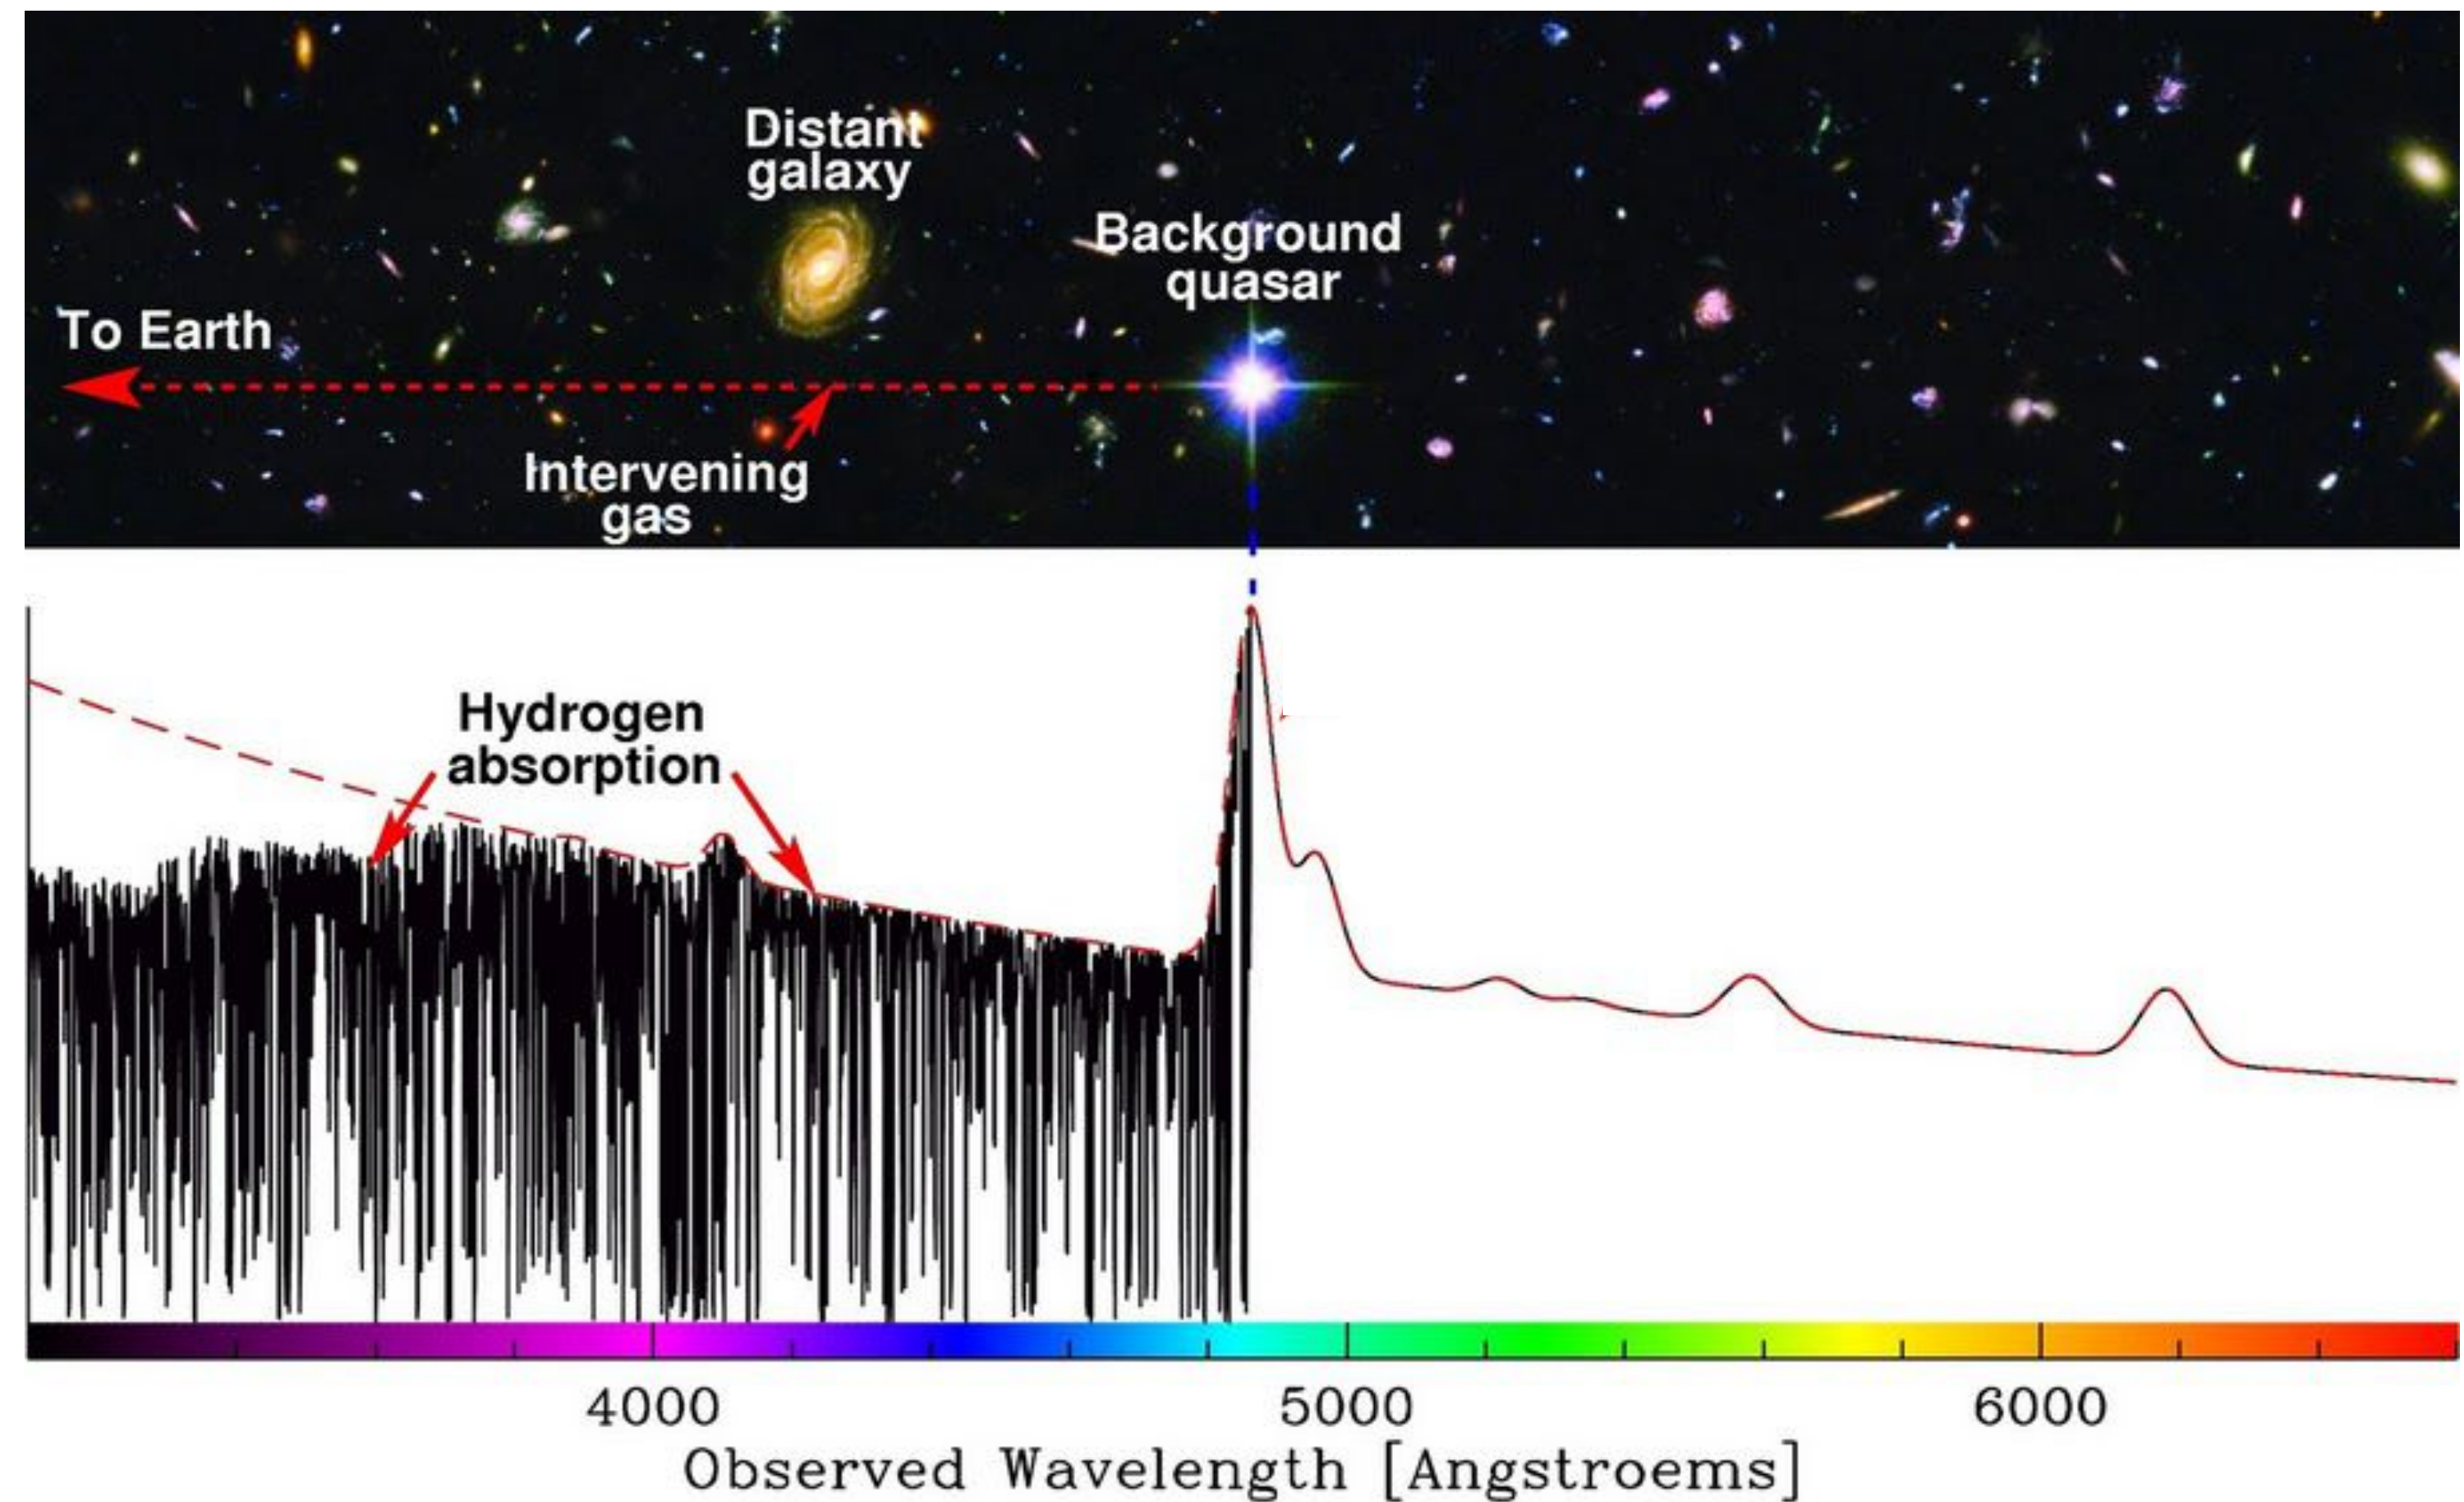 Distant
galaxy
Background
quasar
To Earth
Intervening
gas
Hydrogen
absorption
4000 5000 6000
Observed Wavelength [Angstroems]